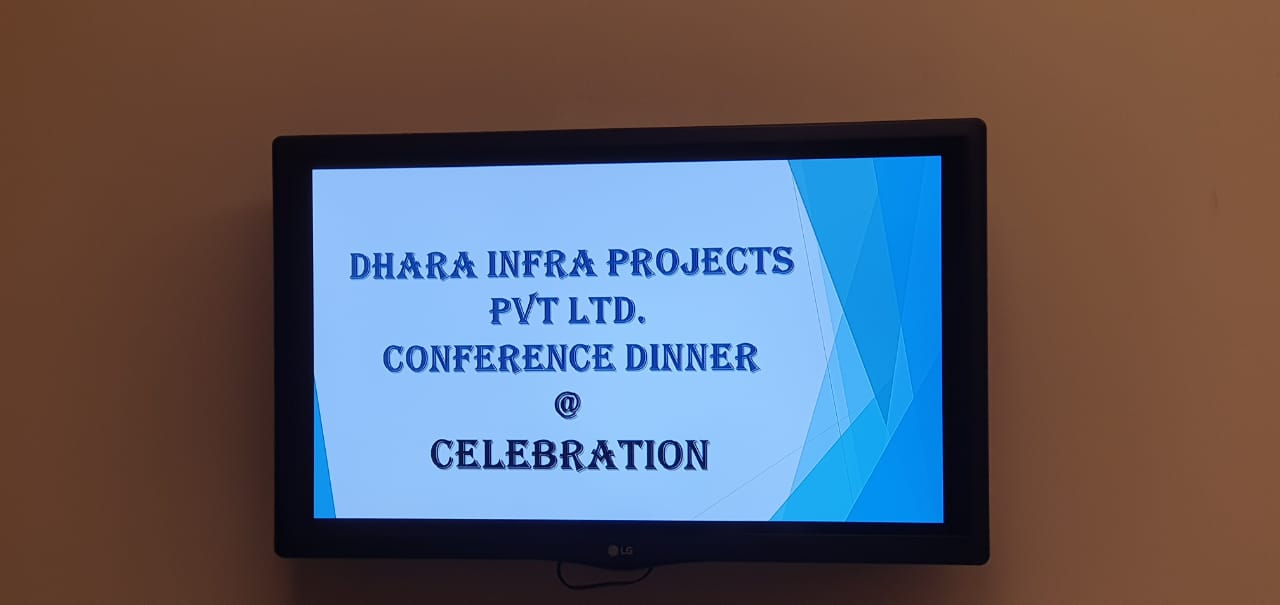 DHARA INFRA PROJECTS
PVT LTD.
CONFERENCE DINNER
@
CELEBRATION
LG